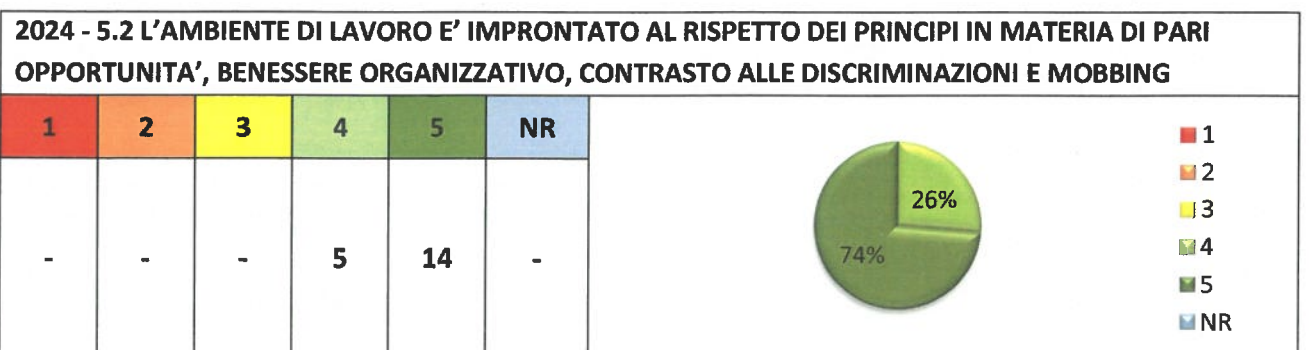 2024 - 5.2 L’AMBIENTE DI LAVORO E’ IMPRONTATO AL RISPETTO DEI PRINCIPI IN MATERIA DI PARI
OPPORTUNITA’, BENESSERE ORGANIZZATIVO, CONTRASTO ALLE DISCRIMINAZIONI E MOBBING
1 2 3 4 5 NR
- - - 5 14 -
26%
74%
1
2
3
4
5
NR